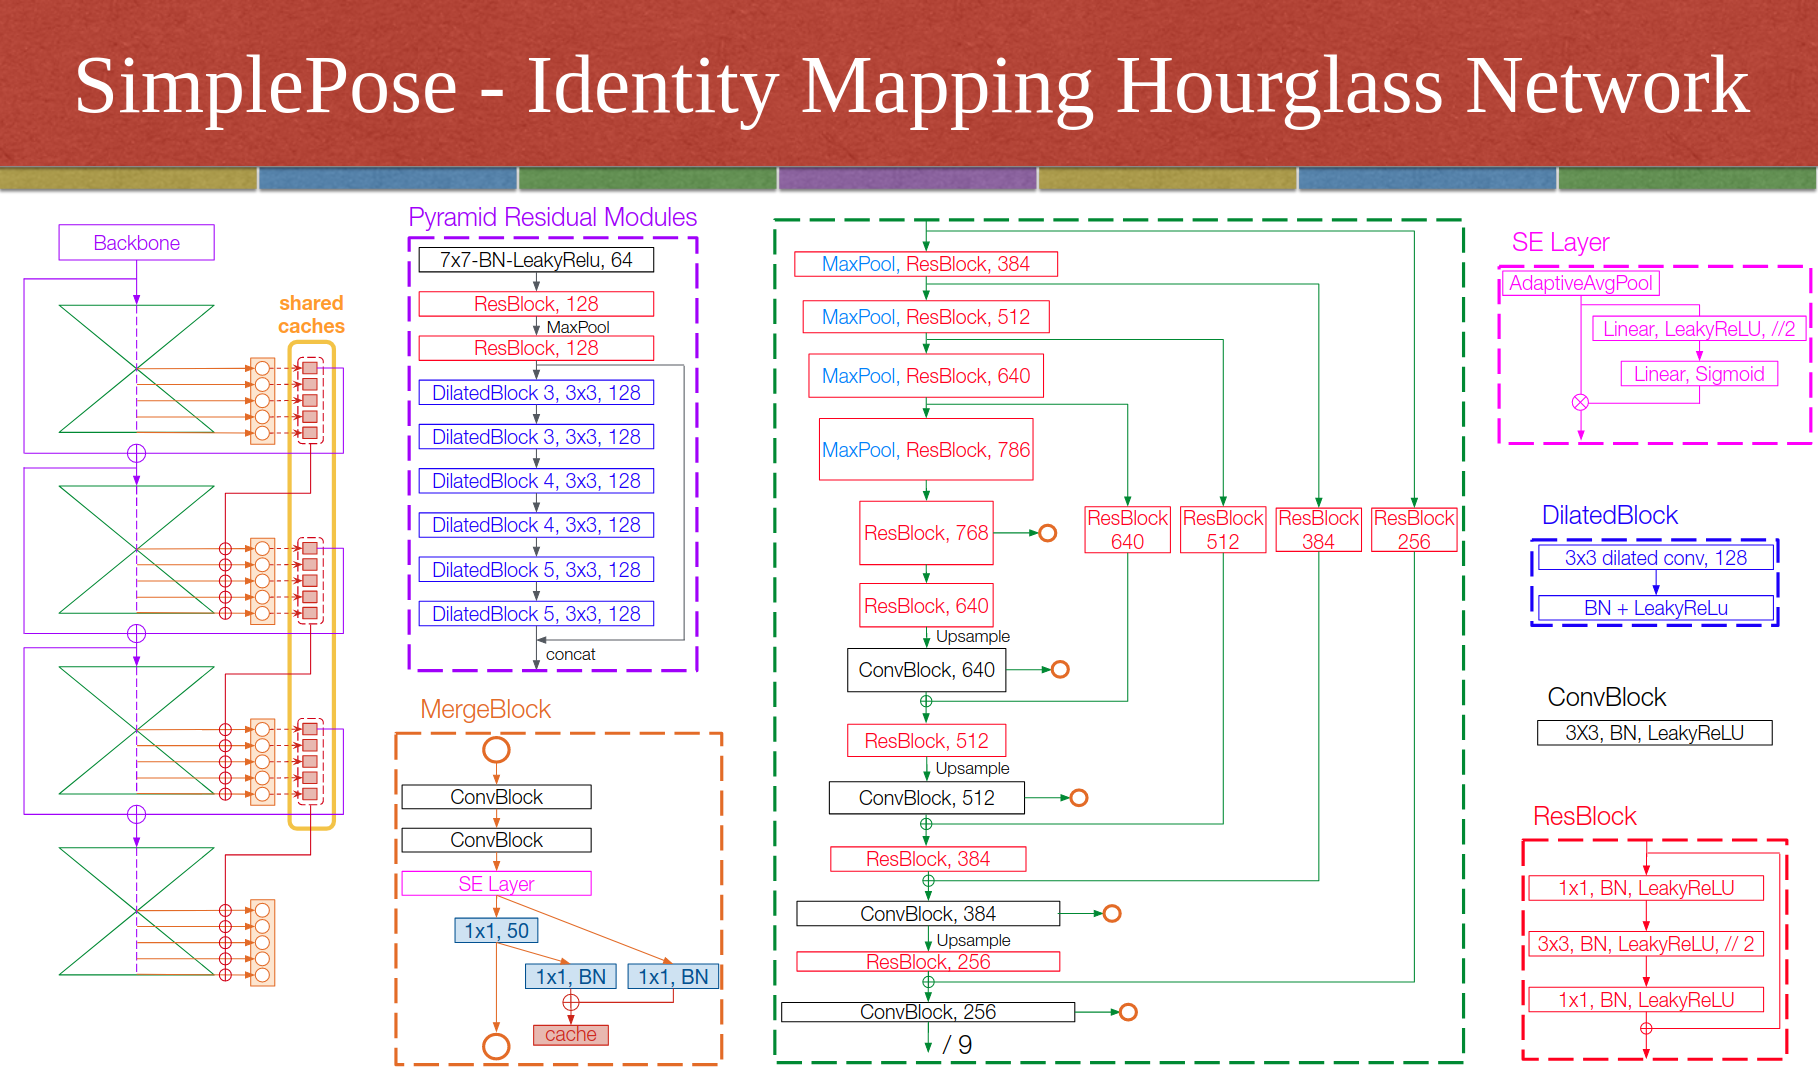 SimplePose - Identity Mapping Hourglass Network
Backbone
shared
caches
Pyramid Residual Modules
7x7-BN-LeakyRelu, 64
ResBlock, 128
MaxPool
ResBlock, 128
DilatedBlock 3, 3x3, 128
DilatedBlock 3, 3x3, 128
DilatedBlock 4, 3x3, 128
DilatedBlock 4, 3x3, 128
DilatedBlock 5, 3x3, 128
DilatedBlock 5, 3x3, 128
concat
MergeBlock
ConvBlock
ConvBlock
SE Layer
1x1, 50
1x1, BN
1x1, BN
cache
MaxPool, ResBlock, 384
MaxPool, ResBlock, 512
MaxPool, ResBlock, 640
MaxPool, ResBlock, 786
ResBlock, 768
ResBlock
640
ResBlock
512
ResBlock
384
ResBlock
256
ResBlock, 640
Upsample
ConvBlock, 640
ResBlock, 512
Upsample
ConvBlock, 512
ResBlock, 384
ConvBlock, 384
Upsample
ResBlock, 256
ConvBlock, 256
/ 9
SE Layer
AdaptiveAvgPool
Linear, LeakyReLU, //2
Linear, Sigmoid
DilatedBlock
3x3 dilated conv, 128
BN + LeakyReLu
ConvBlock
3X3, BN, LeakyReLU
ResBlock
1x1, BN, LeakyReLU
3x3, BN, LeakyReLU, // 2
1x1, BN, LeakyReLU